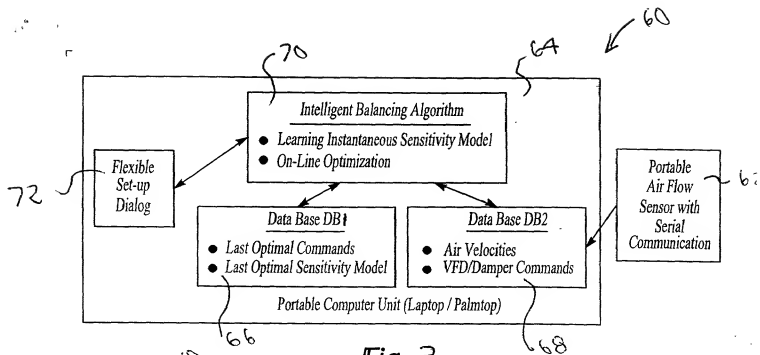 60
70
64
Intelligent Balancing Algorithm
● Learning Instantaneous Sensitivity Model
● On-Line Optimization
72
Flexible
Set-up
Dialog
Portable
Air Flow
Sensor with
Serial
Communication
Data Base DB1
● Last Optimal Commands
● Last Optimal Sensitivity Model
Data Base DB2
● Air Velocities
● VFD/Damper Commands
Portable Computer Unit (Laptop / Palmtop)
66
68